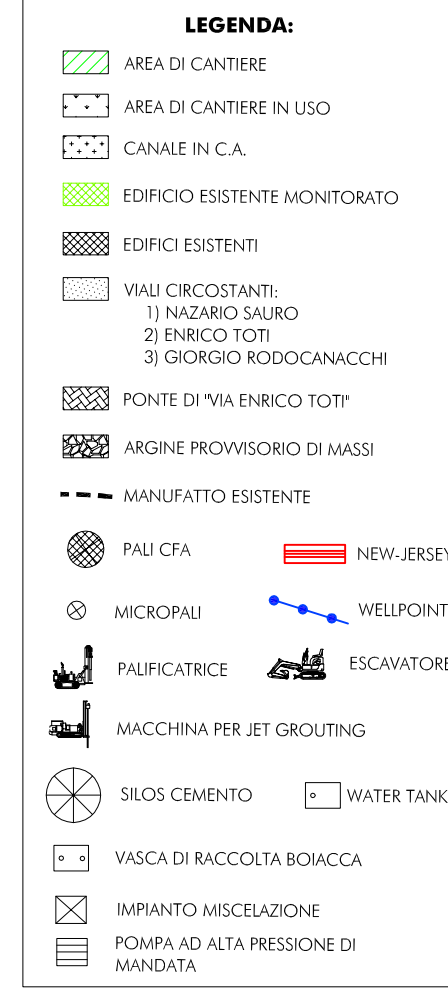 LEGENDA:
AREA DI CANTIERE
AREA DI CANTIERE IN USO
CANALE IN C.A.
EDIFICIO ESISTENTE MONITORATO
EDIFICI ESISTENTI
VIALI CIRCOSTANTI:
1) NAZARIO SAURO
2) ENRICO TOTI
3) GIORGIO RODOCANACCHI
PONTE DI "VIA ENRICO TOTI"
ARGINE PROVVISORIO DI MASSI
MANUFATTO ESISTENTE
PALI CFA
NEW-JERSEY
MICROPALI
WELLPOINT
PALIFICATRICE
ESCAVATORE
MACCHINA PER JET GROUTING
SILOS CEMENTO
WATER TANK
VASCA DI RACCOLTA BOIACCA
IMPIANTO MISCELAZIONE
POMPA AD ALTA PRESSIONE DI
MANDATA